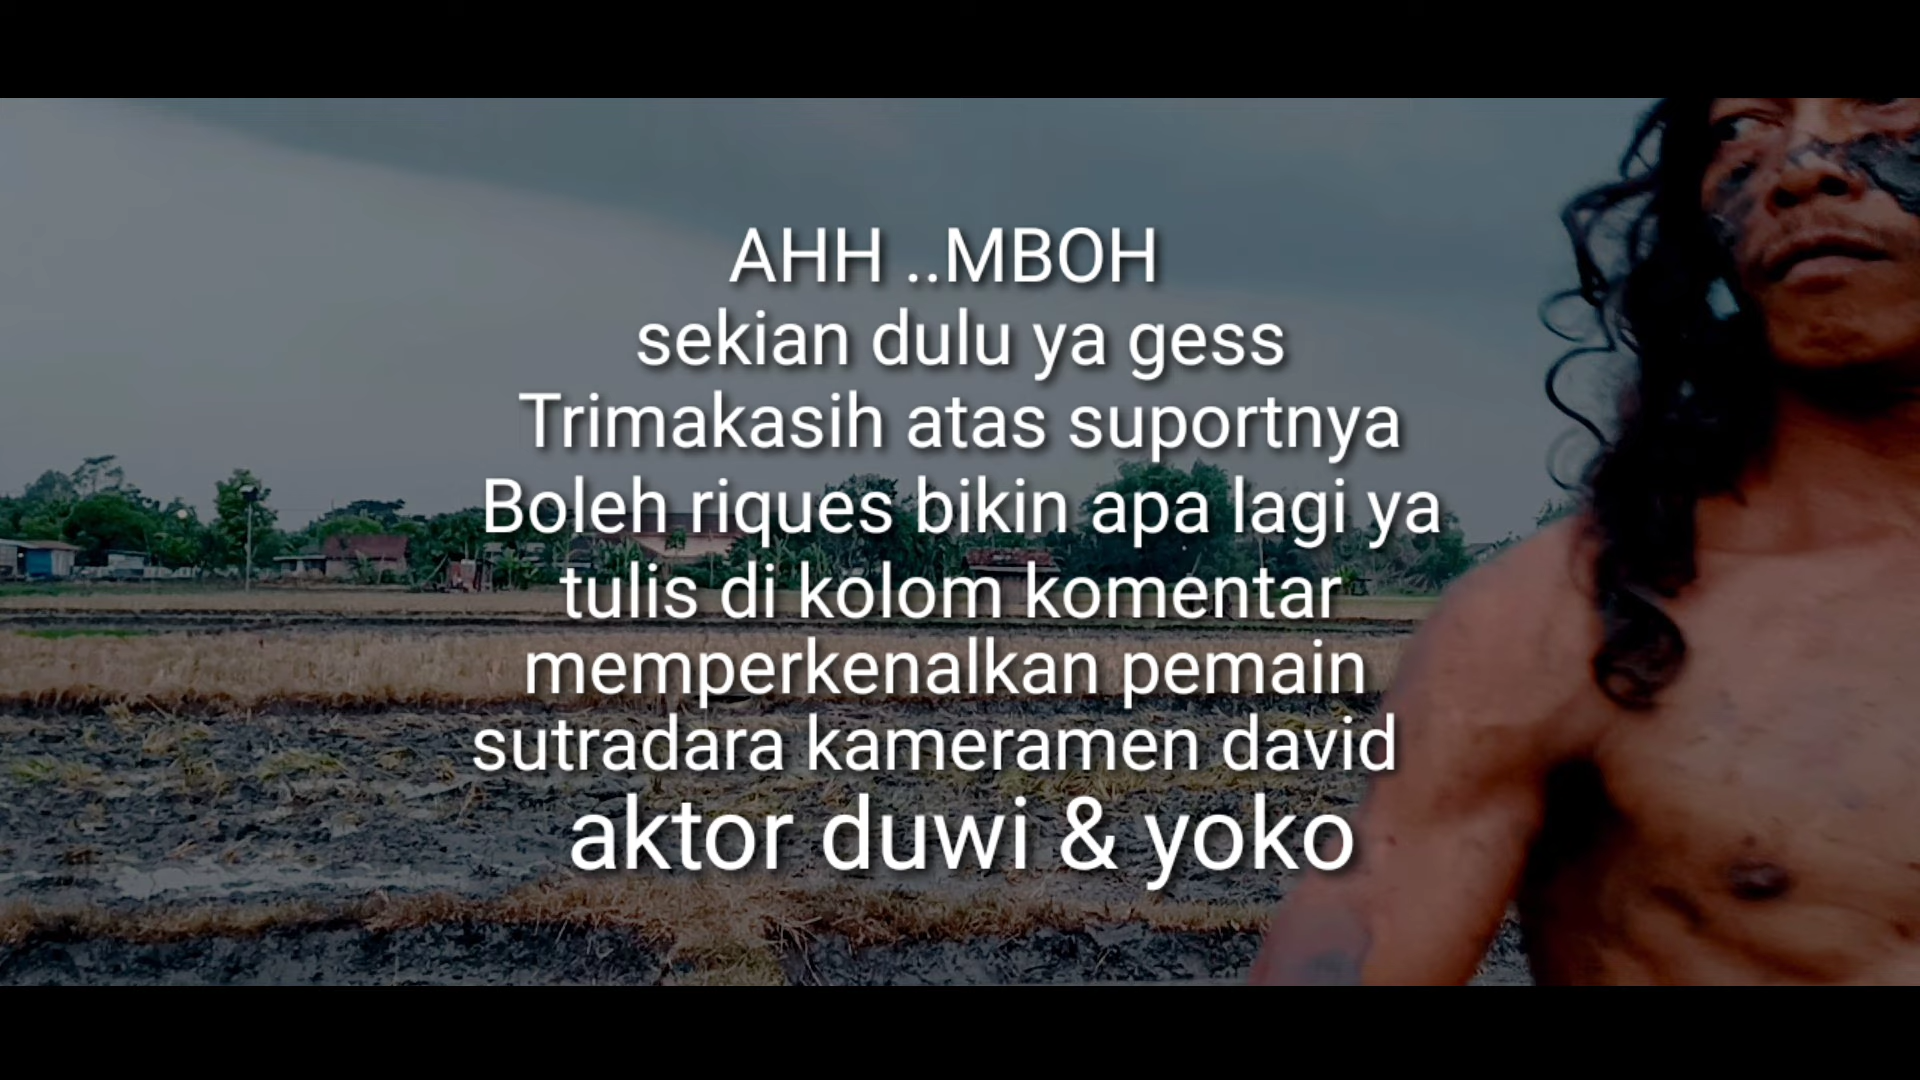 AHH ..MBOH
sekian dulu ya gess
Trimakasih atas suportnya
Boleh riques bikin apa lagi ya
tulis di kolom komentar
memperkenalkan pemain
sutradara kameramen david
aktor duwi & yoko